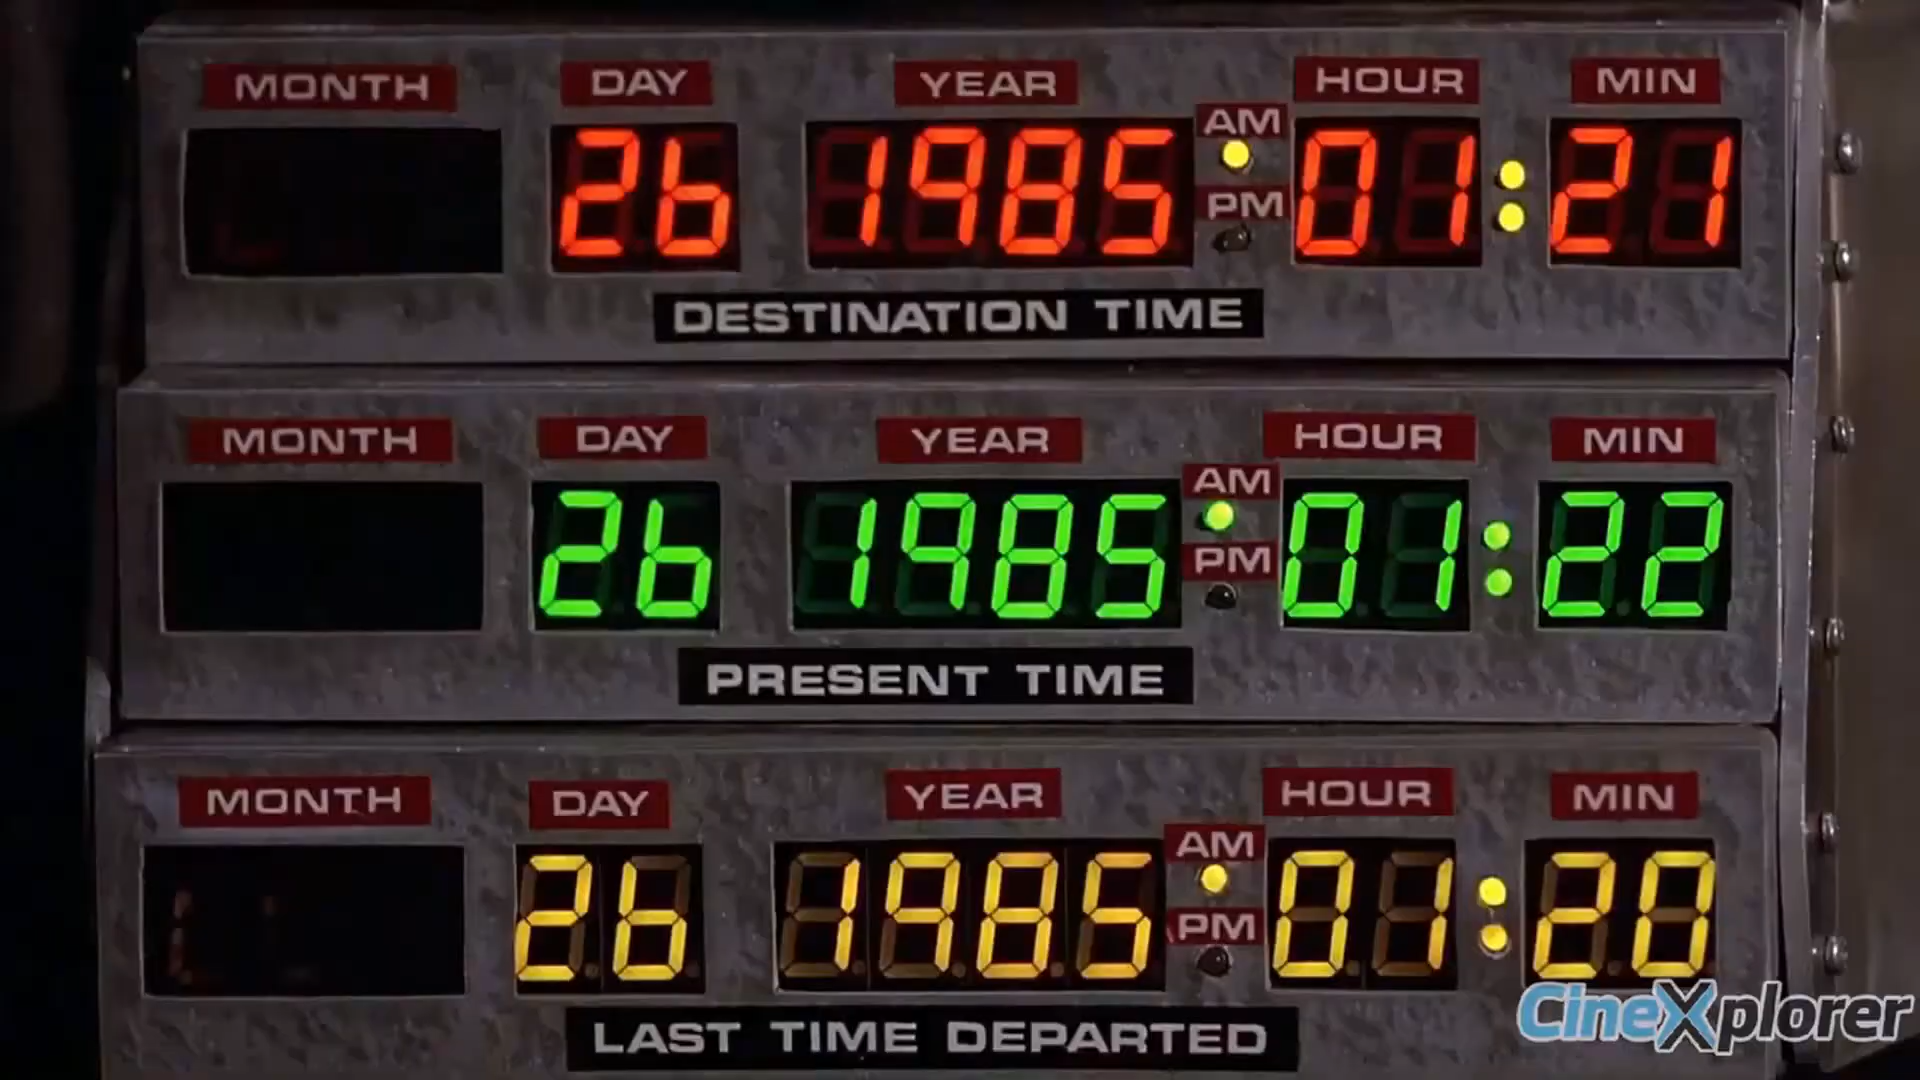 MONTH DAY YEAR HOUR MIN
AM
26 1985 01:21
PM
DESTINATION TIME
MONTH DAY YEAR HOUR MIN
AM
26 1985 01:22
PM
PRESENT TIME
MONTH DAY YEAR HOUR MIN
AM
26 1985 01:20
PM
LAST TIME DEPARTED
CineXplorer